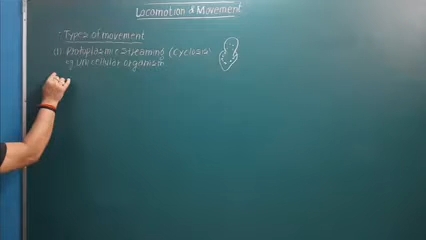 Locomotion & Movement
Types of movement
(1) Protoplasmic streaming (Cyclosis)
eg unicellular organism